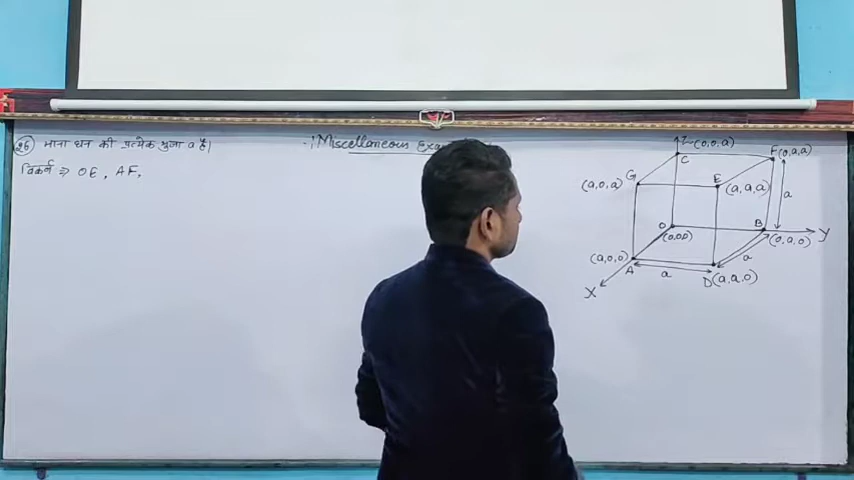 Miscellaneous Exa
26 माना घन की प्रत्येक भुजा a है।
विकर्ण ⇒ OE, AF,
Z (0,0,a)
C
F(0,a,a)
G
(a,0,a)
E
(a,a,a)
a
O
(0,0,0)
B
(0,a,0)
Y
(a,0,0)
A
a
a
D(a,a,0)
X